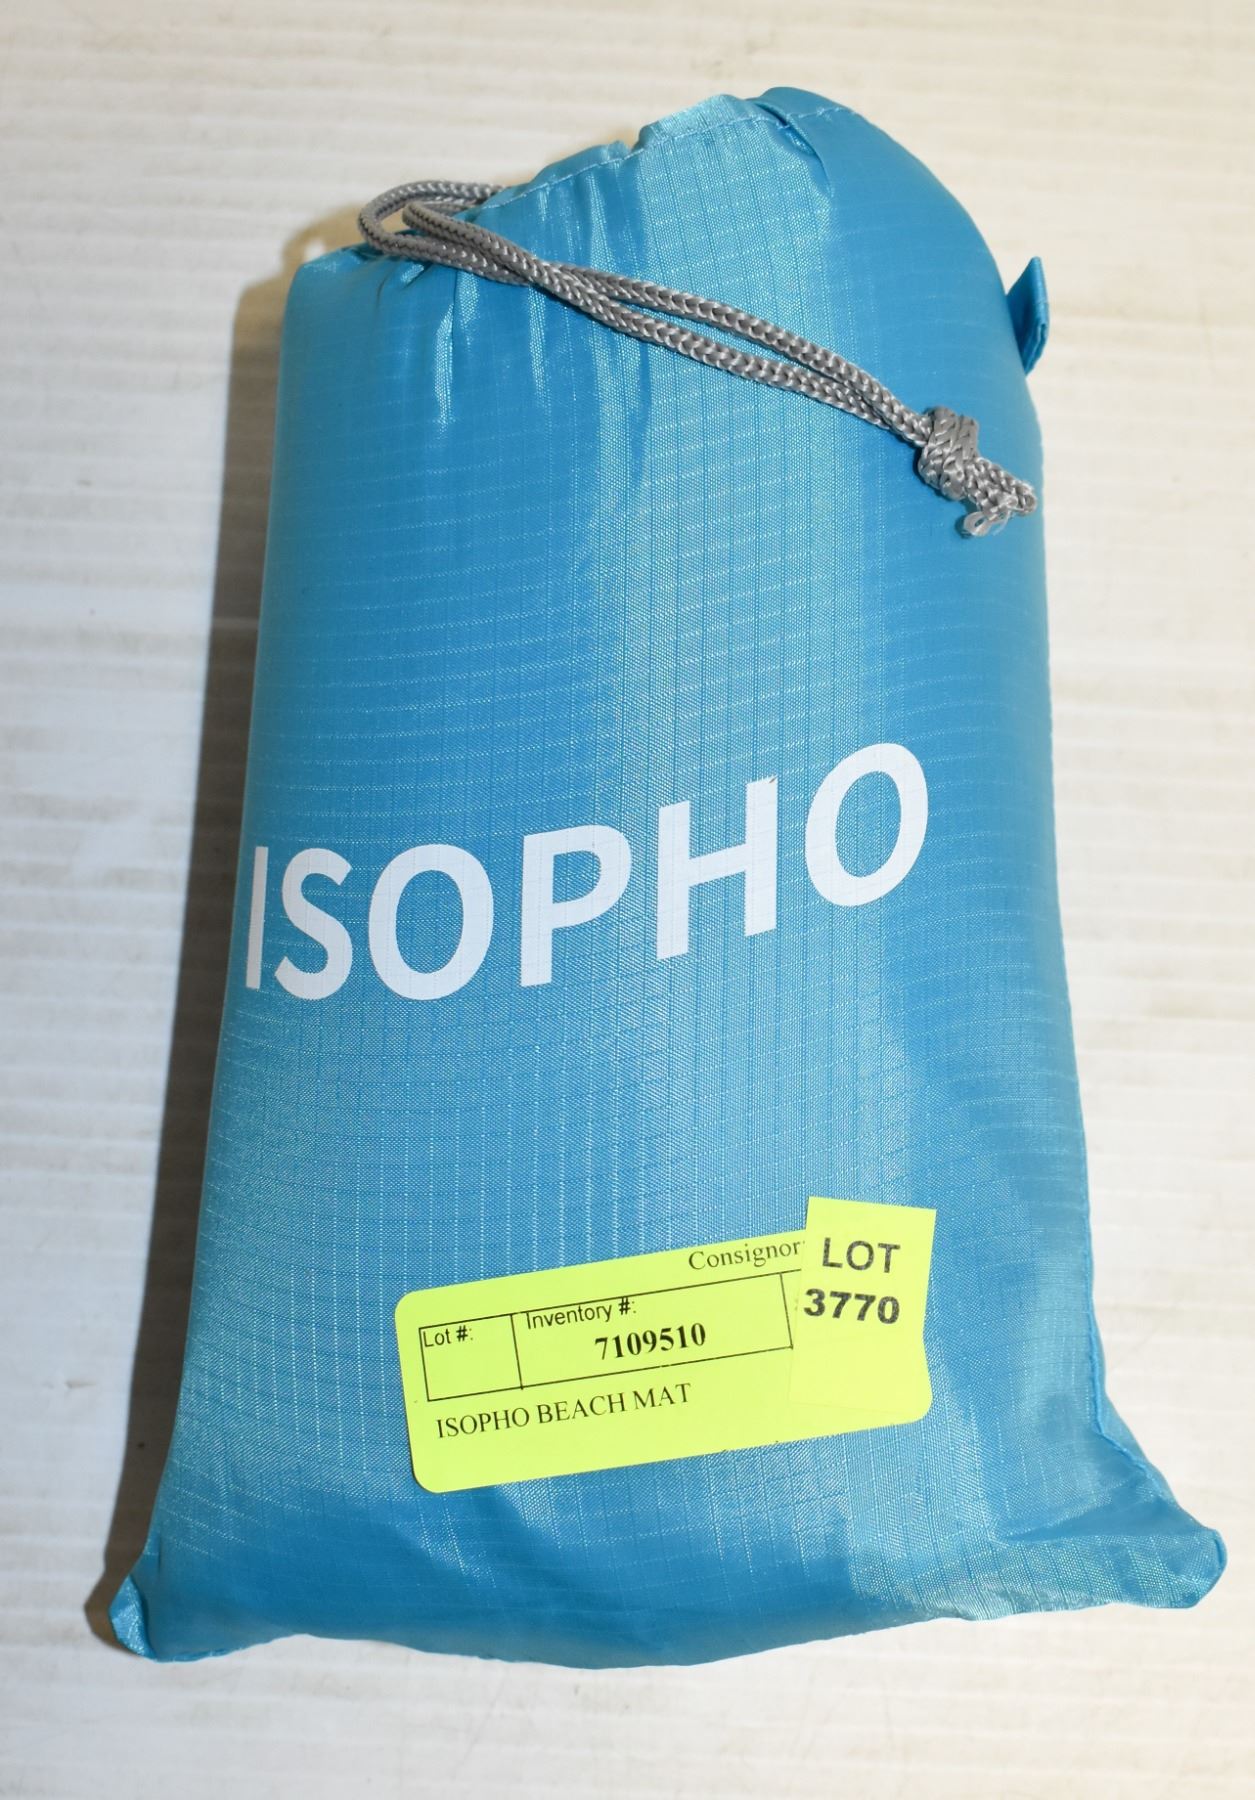 ISOPHO
Consignor
LOT
3770
Lot #:
Inventory #:
7109510
ISOPHO BEACH MAT